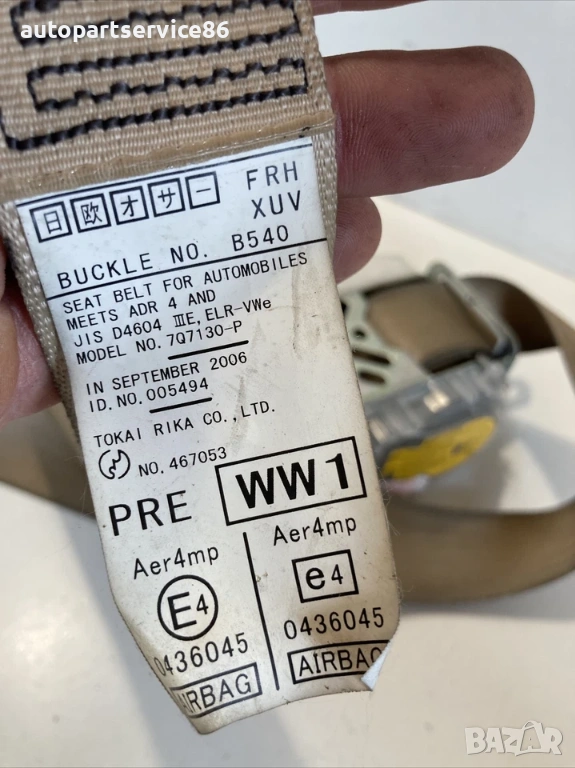 autopartservice86
日 欧 オ サ ー FRH
XUV
BUCKLE NO. B540
SEAT BELT FOR AUTOMOBILES
MEETS ADR 4 AND
JIS D4604 ⅢE, ELR-VWe
MODEL NO. 7Q7130-P
IN SEPTEMBER 2006
ID. NO. 005494
TOKAI RIKA CO., LTD.
NO. 467053
PRE WW1
Aer4mp
E4
0436045
AIRBAG
Aer4mp
e4
0436045
AIRBAG
BAZAR